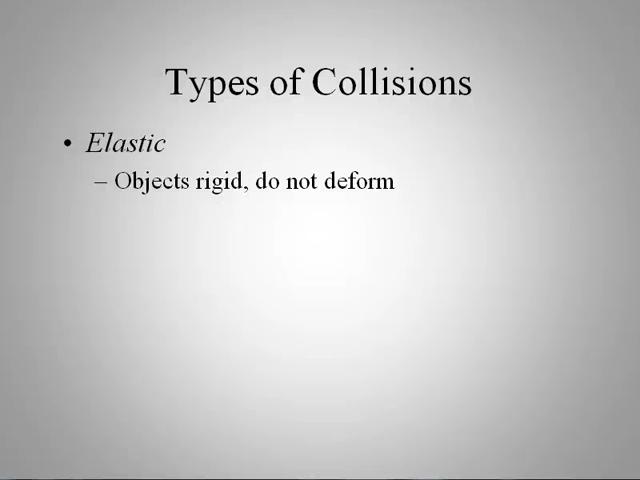 Types of Collisions
• Elastic
– Objects rigid, do not deform